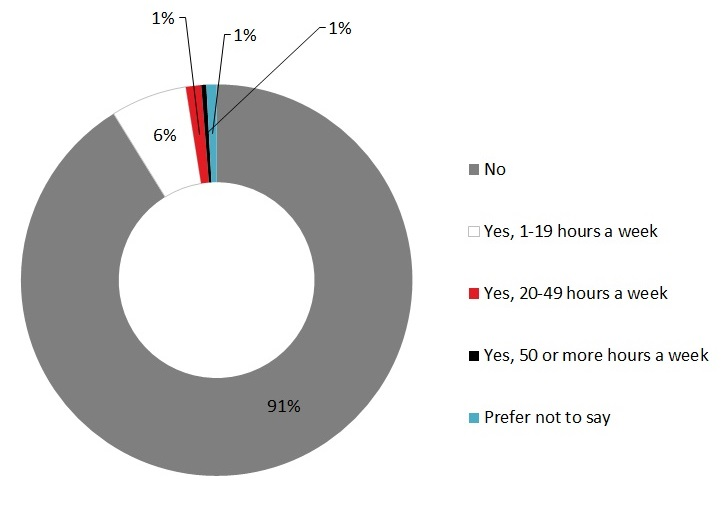 1%
1%
1%
6%
91%
No
Yes, 1-19 hours a week
Yes, 20-49 hours a week
Yes, 50 or more hours a week
Prefer not to say